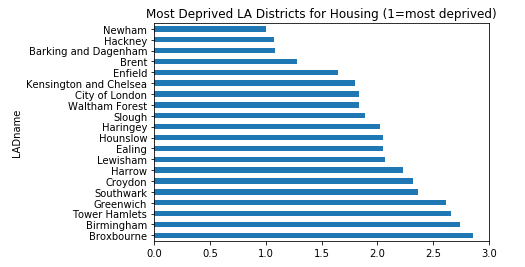 Most Deprived LA Districts for Housing (1=most deprived)
Newham
Hackney
Barking and Dagenham
Brent
Enfield
Kensington and Chelsea
City of London
Waltham Forest
Slough
Haringey
Hounslow
Ealing
Lewisham
Harrow
Croydon
Southwark
Greenwich
Tower Hamlets
Birmingham
Broxbourne
LADname
0.0 0.5 1.0 1.5 2.0 2.5 3.0